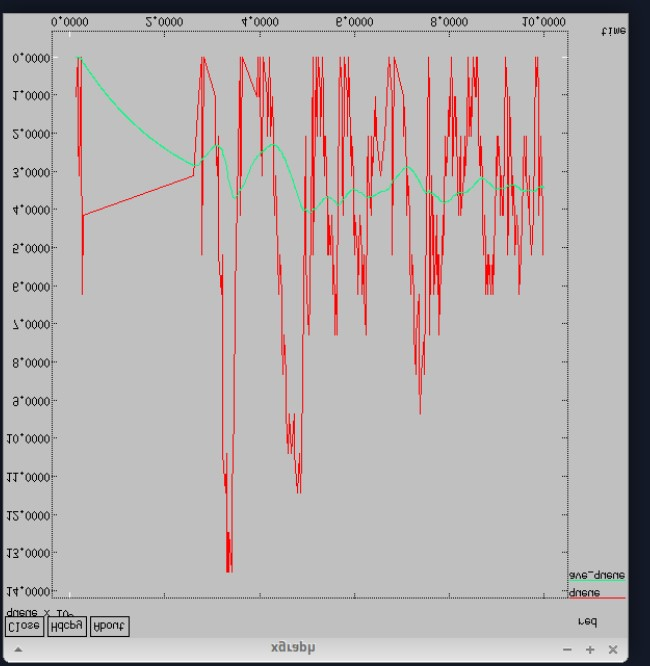 xgraph
Close Hdcpy About
queue x 10
red
14.0000
queue
ave_queue
13.0000
12.0000
11.0000
10.0000
9.0000
8.0000
7.0000
6.0000
5.0000
4.0000
3.0000
2.0000
1.0000
0.0000
time
0.0000 2.0000 4.0000 6.0000 8.0000 10.0000